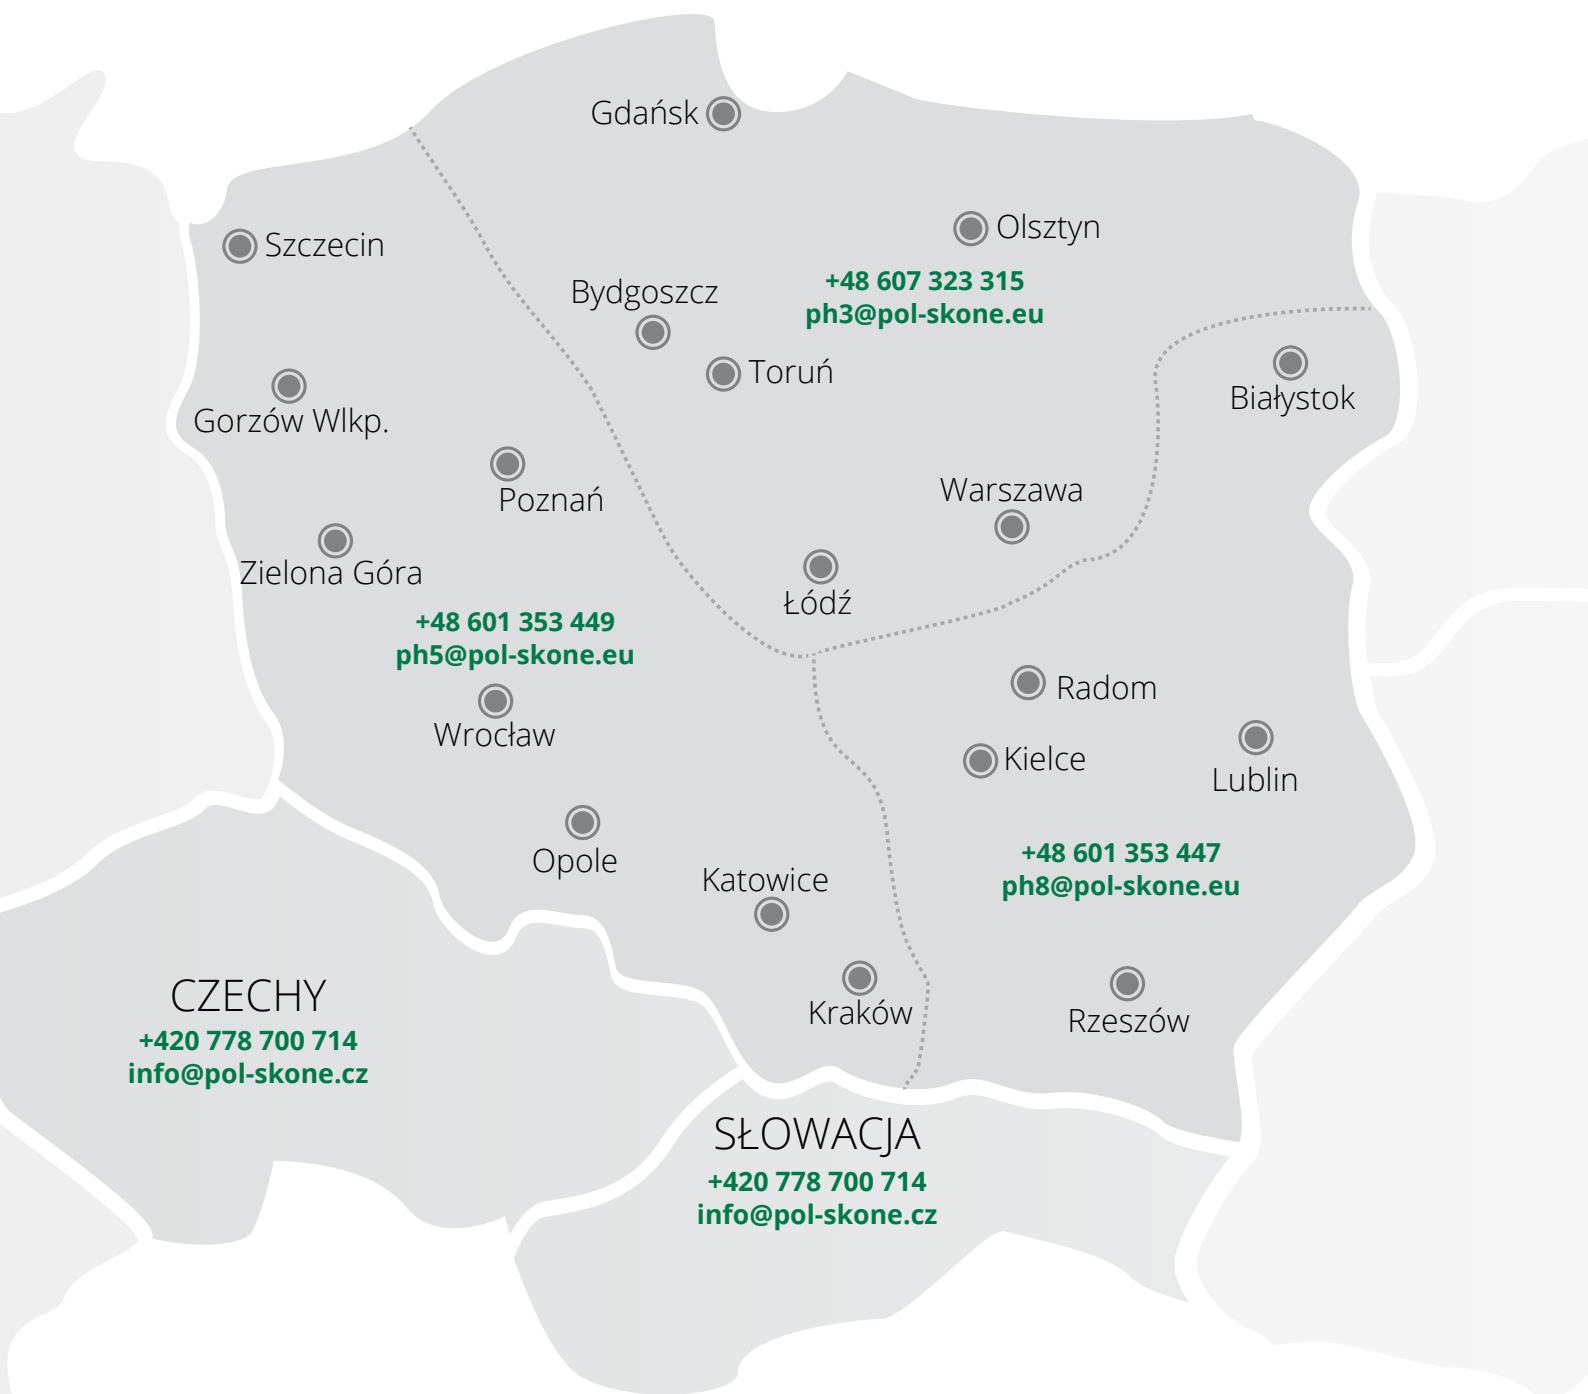 Gdańsk
Olsztyn
Szczecin
+48 607 323 315
ph3@pol-skone.eu
Bydgoszcz
Toruń
Białystok
Gorzów Wlkp.
Poznań
Warszawa
Zielona Góra
Łódź
+48 601 353 449
ph5@pol-skone.eu
Radom
Wrocław
Kielce
Lublin
Opole
+48 601 353 447
ph8@pol-skone.eu
Katowice
Kraków
Rzeszów
CZECHY
+420 778 700 714
info@pol-skone.cz
SŁOWACJA
+420 778 700 714
info@pol-skone.cz